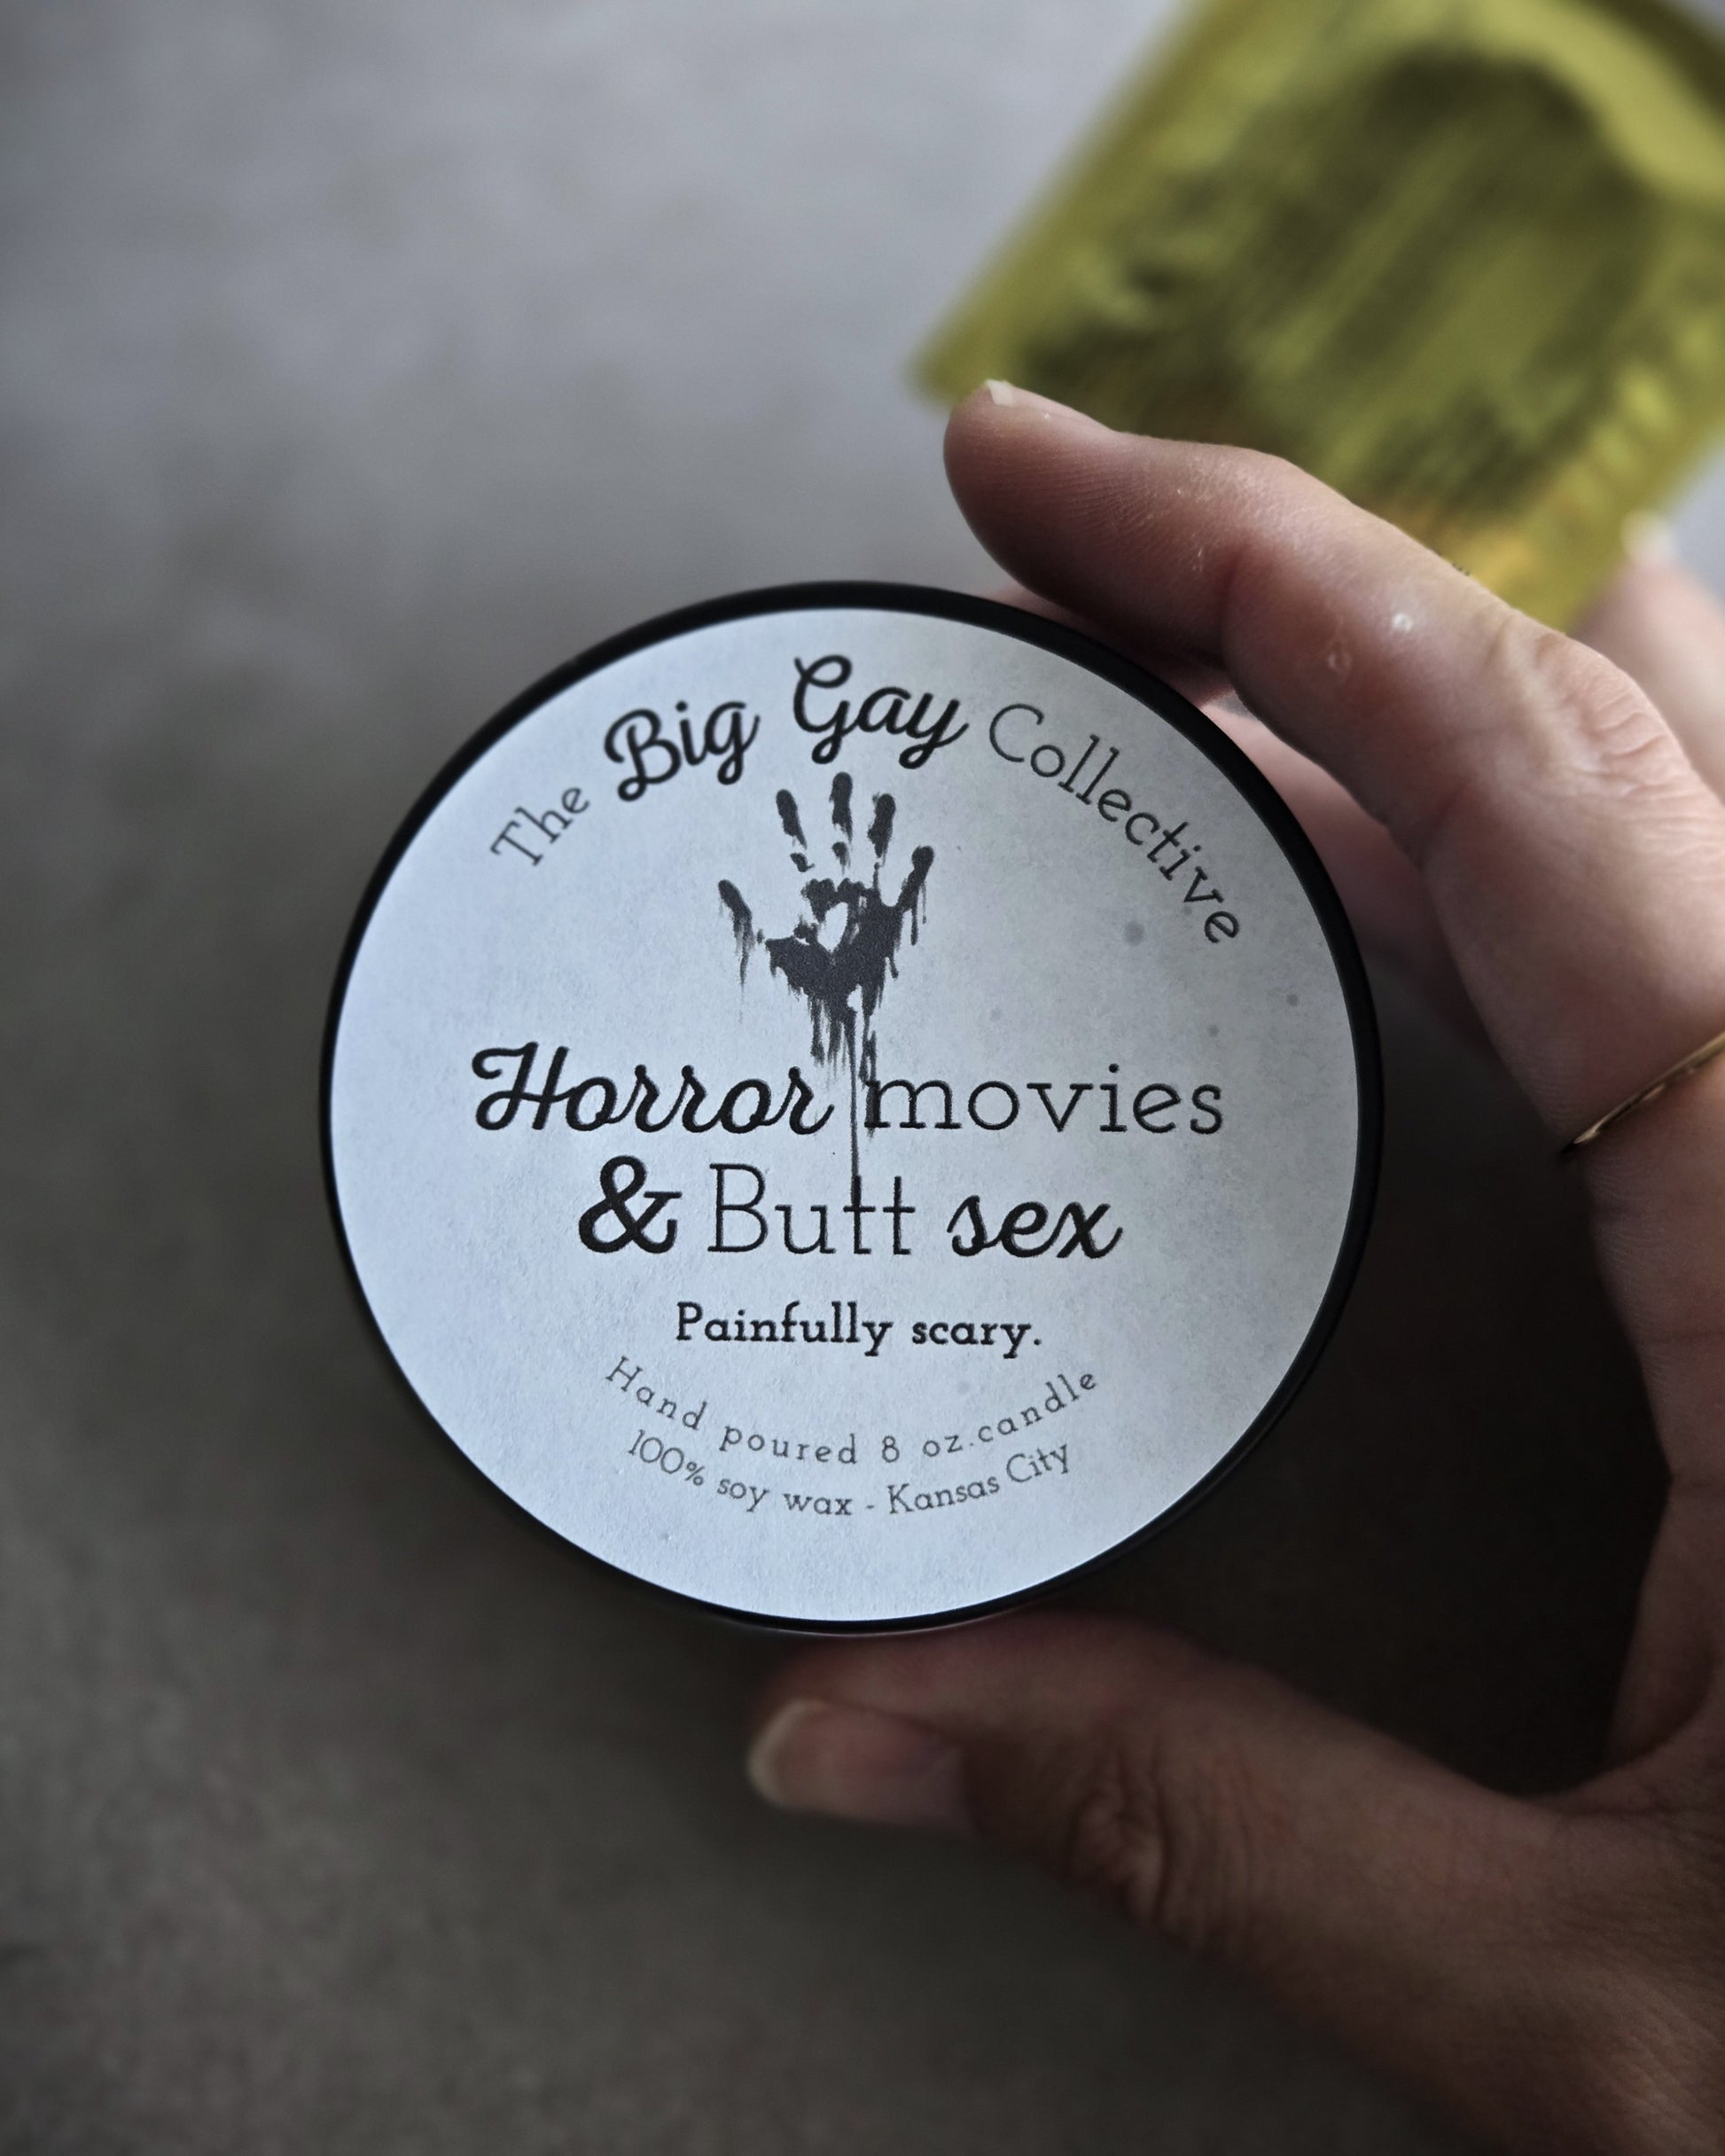 The Big Gay Collective
Horror movies
& Butt sex
Painfully scary.
Hand poured 8 oz.candle
100% soy wax - Kansas City